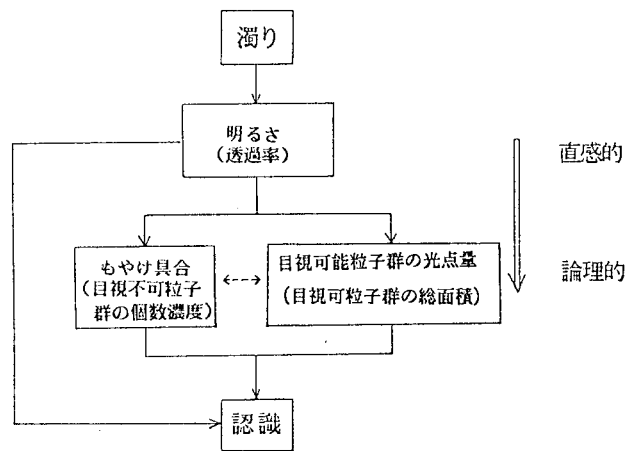 濁り
明るさ
(透過率)
直感的
もやけ具合
(目視不可粒子
群の個数濃度)
目視可能粒子群の光点量
(目視可粒子群の総面積)
論理的
認識